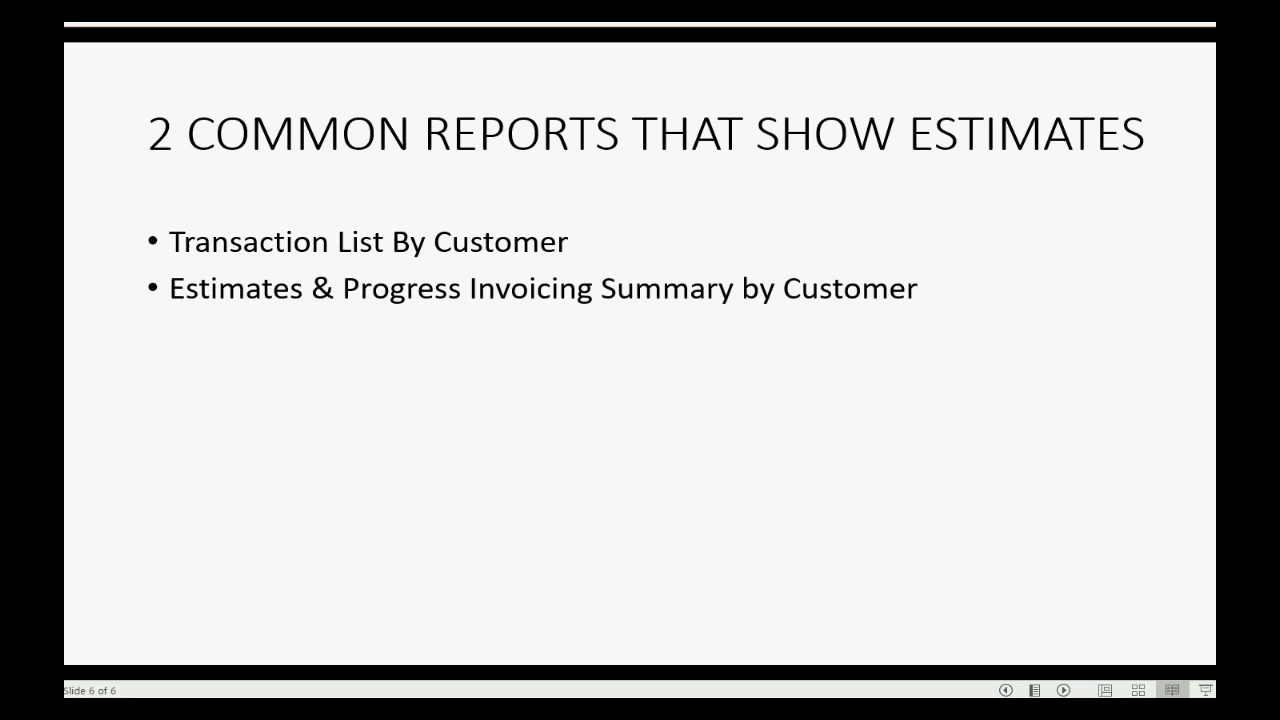 2 COMMON REPORTS THAT SHOW ESTIMATES
• Transaction List By Customer
• Estimates & Progress Invoicing Summary by Customer
Slide 6 of 6